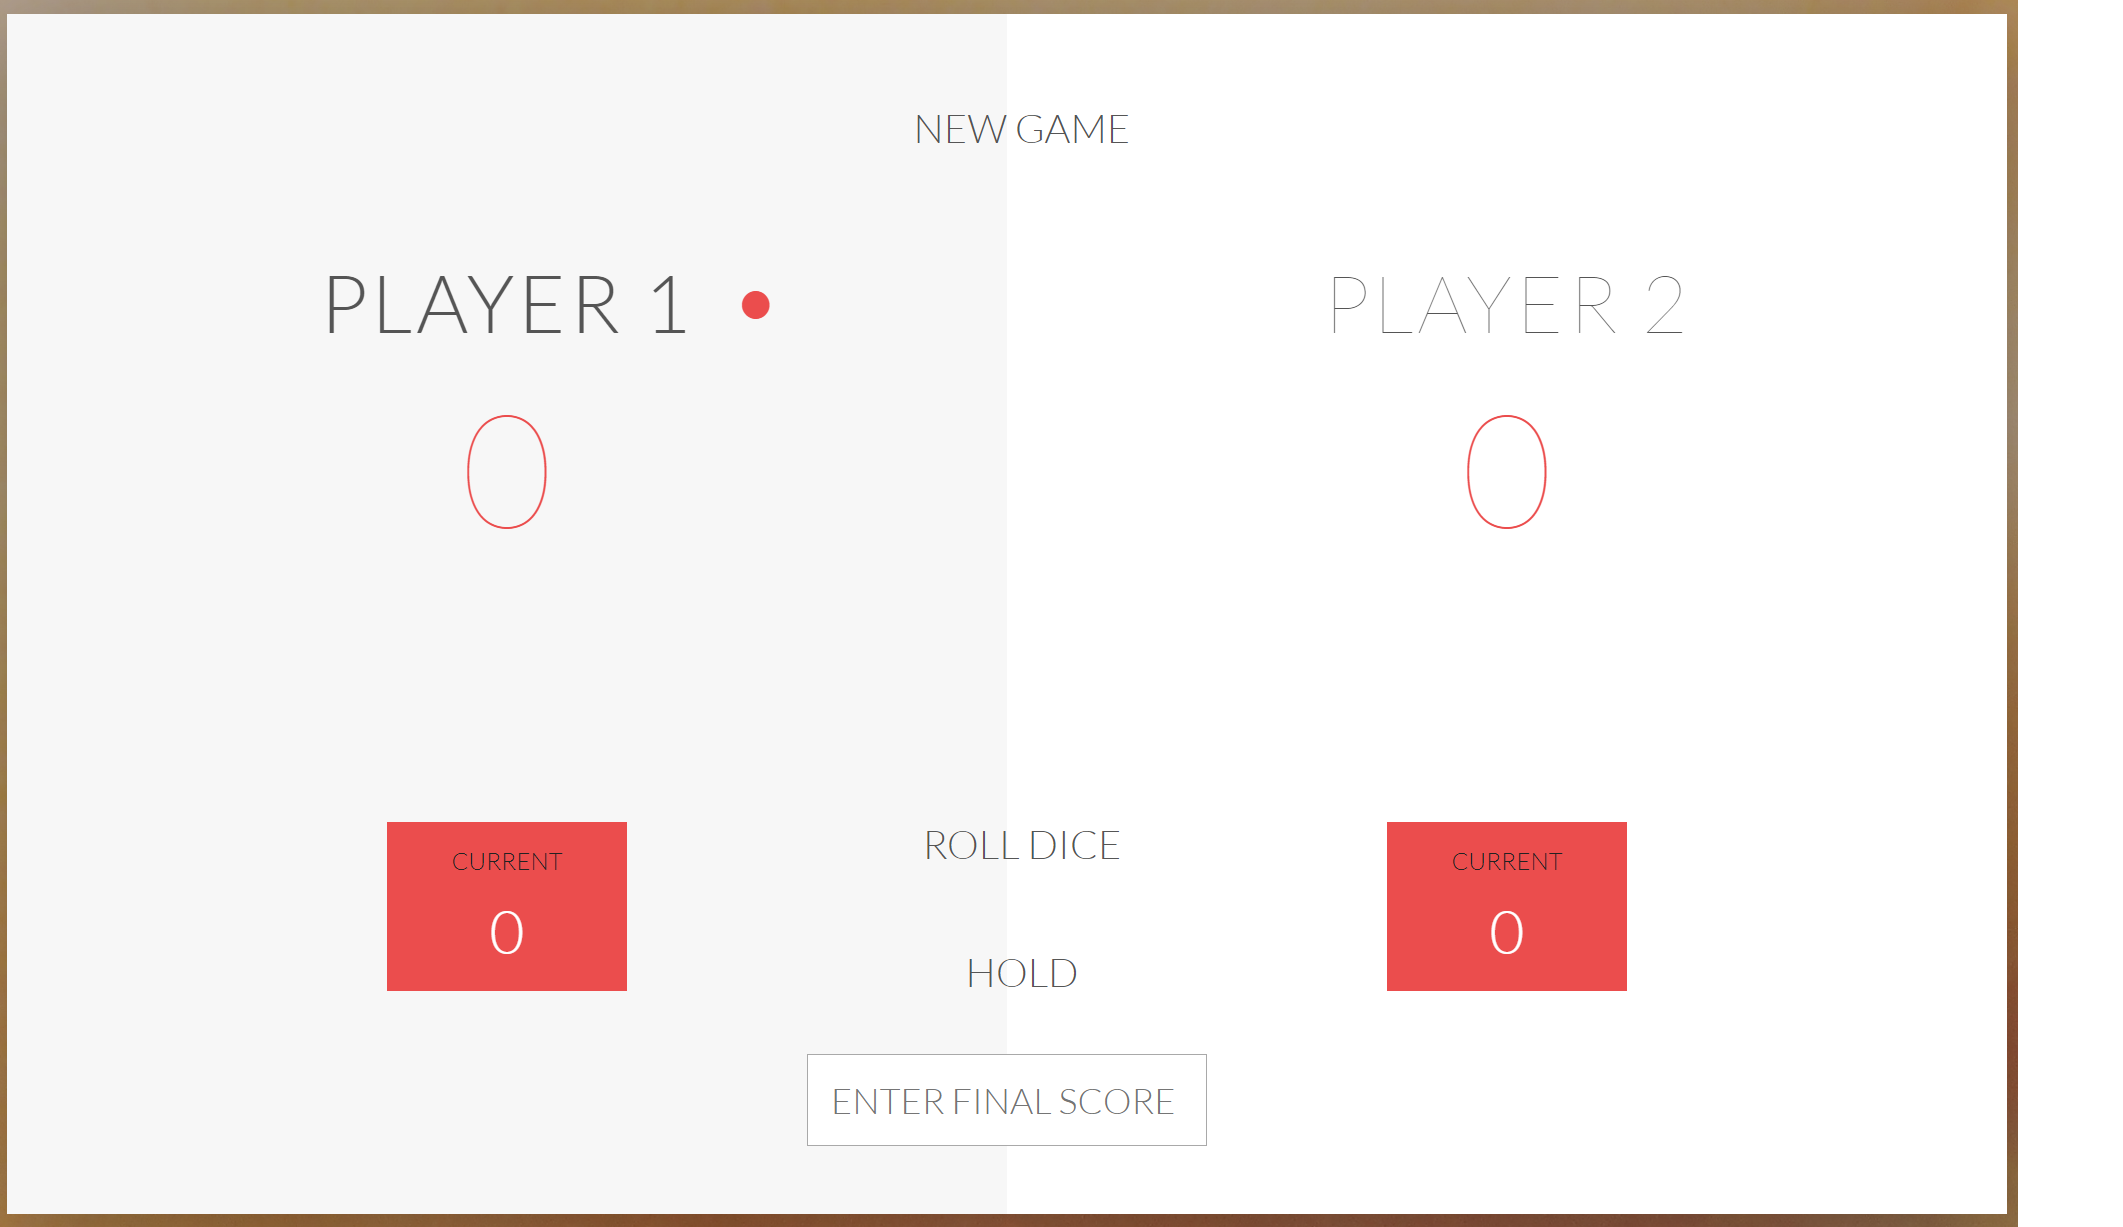 NEW GAME
PLAYER 1
PLAYER 2
0
0
CURRENT
0
ROLL DICE
CURRENT
0
HOLD
ENTER FINAL SCORE